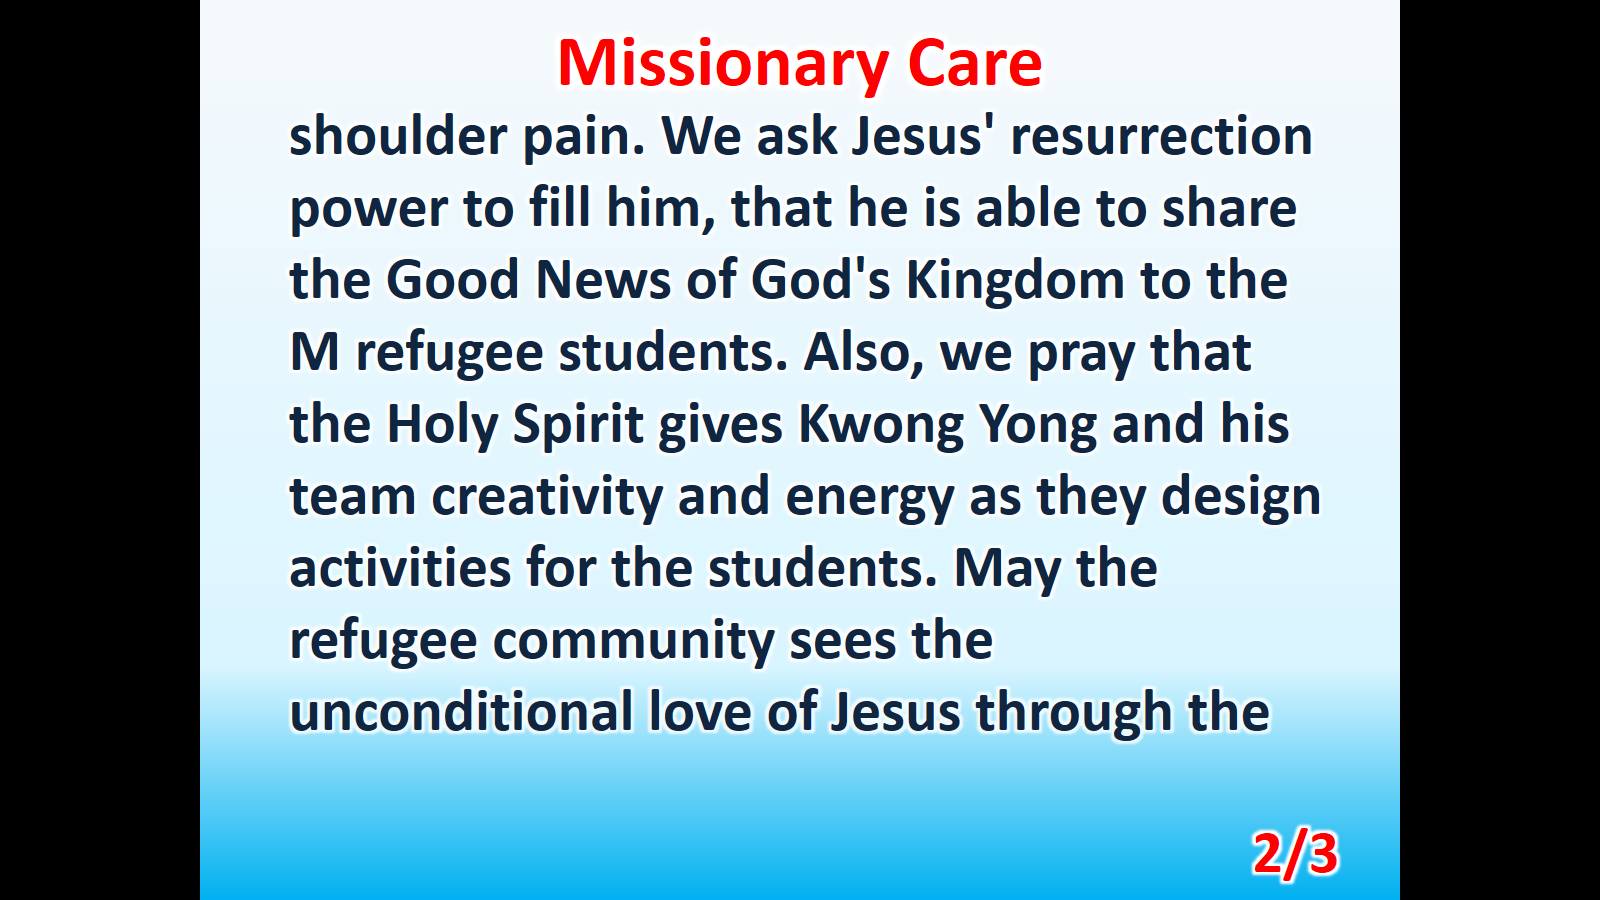 Missionary Care
shoulder pain. We ask Jesus' resurrection
power to fill him, that he is able to share
the Good News of God's Kingdom to the
M refugee students. Also, we pray that
the Holy Spirit gives Kwong Yong and his
team creativity and energy as they design
activities for the students. May the
refugee community sees the
unconditional love of Jesus through the
2/3